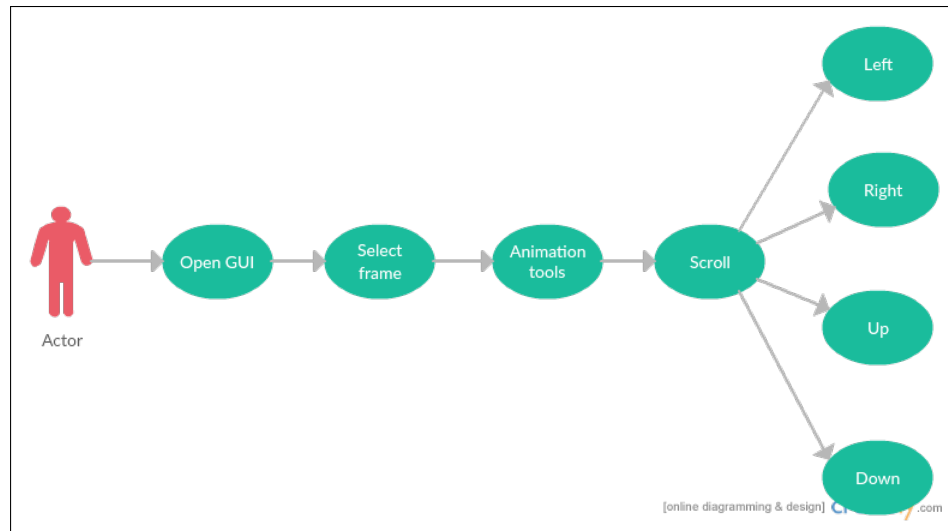 Left
Right
Open GUI
Select
frame
Animation
tools
Scroll
Up
Actor
Down
[online diagramming & design]
.com